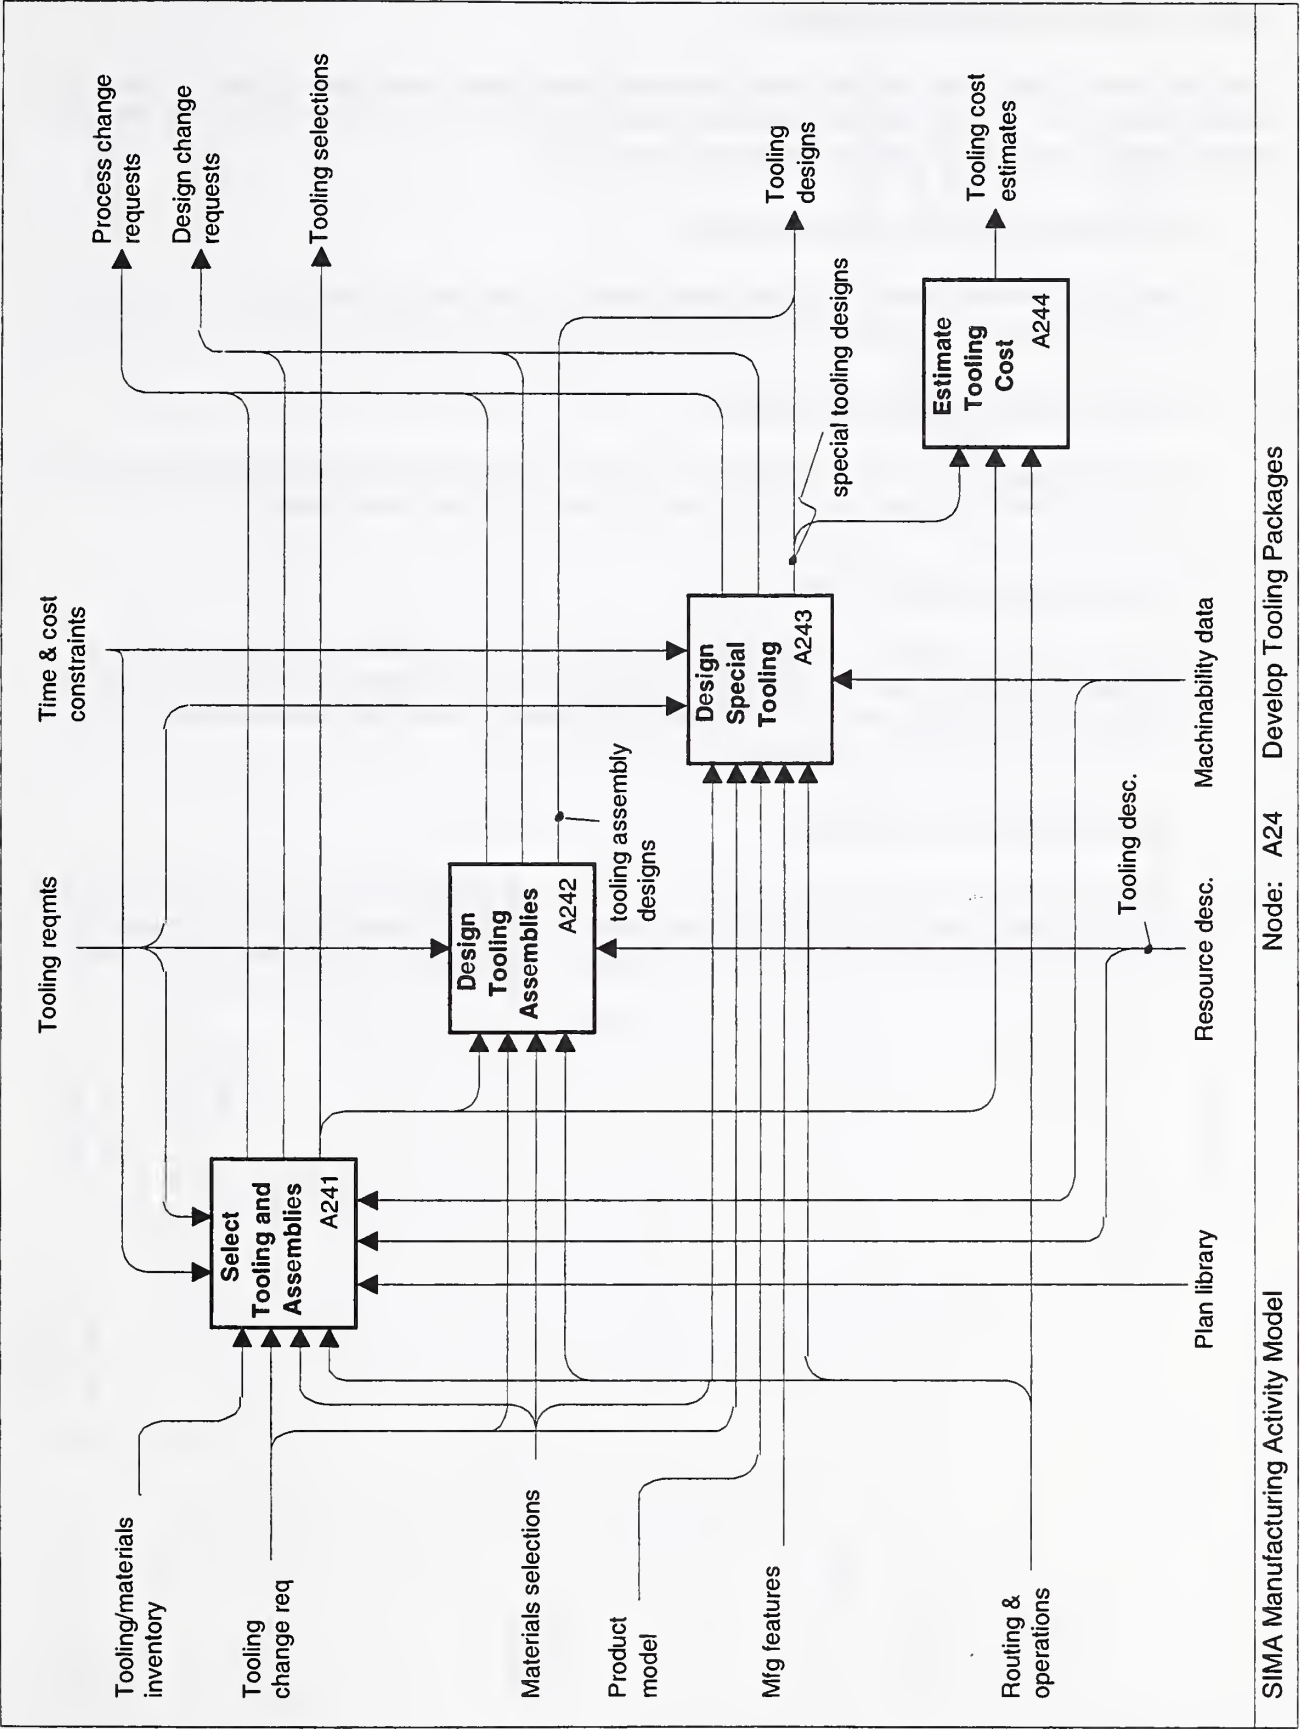 Time & cost
constraints
Tooling reqmts
Process change
requests
Design change
requests
Tooling selections
Tooling/materials
inventory
Tooling
change req
Select
Tooling and
Assemblies
A241
Materials selections
Design
Tooling
Assemblies
A242
tooling assembly
designs
Product
model
Mfg features
Design
Special
Tooling
A243
Tooling
designs
special tooling designs
Routing &
operations
Estimate
Tooling
Cost
A244
Tooling cost
estimates
Tooling desc.
Plan library
Resource desc.
Machinability data
SIMA Manufacturing Activity Model
Node: A24
Develop Tooling Packages